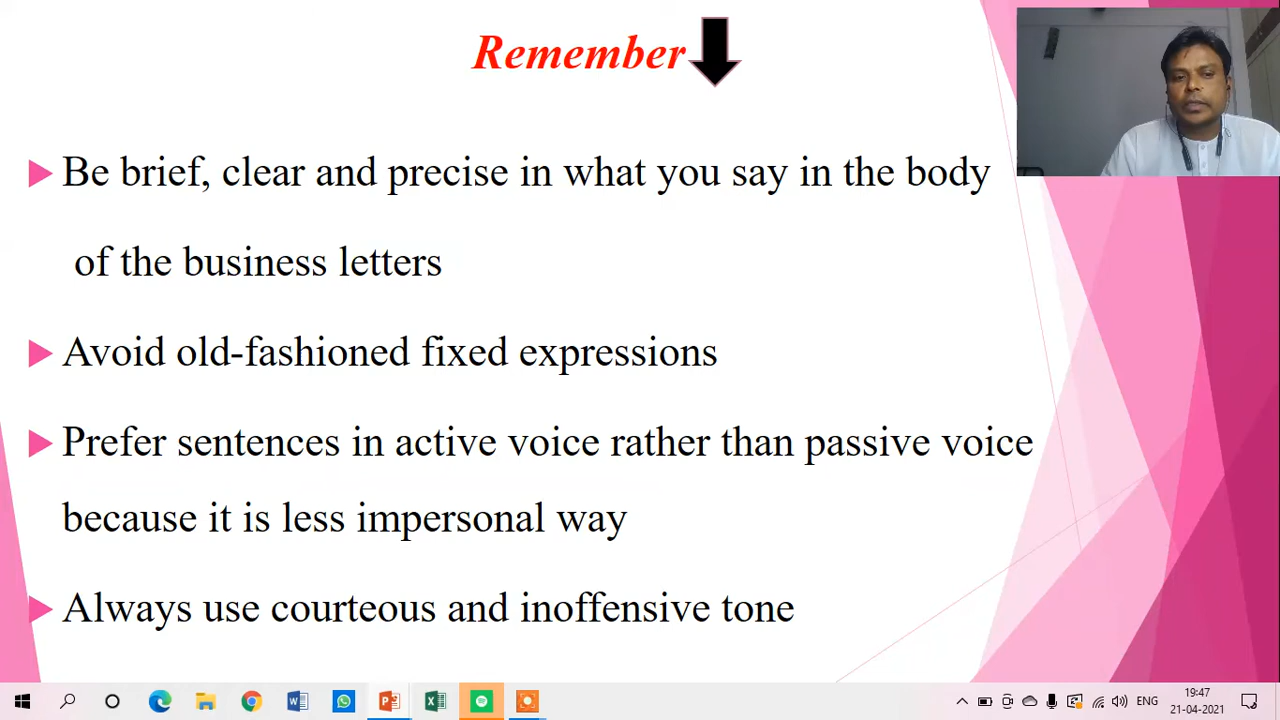 Remember
Be brief, clear and precise in what you say in the body
of the business letters
Avoid old-fashioned fixed expressions
Prefer sentences in active voice rather than passive voice
because it is less impersonal way
Always use courteous and inoffensive tone
ENG
19:47
21-04-2021